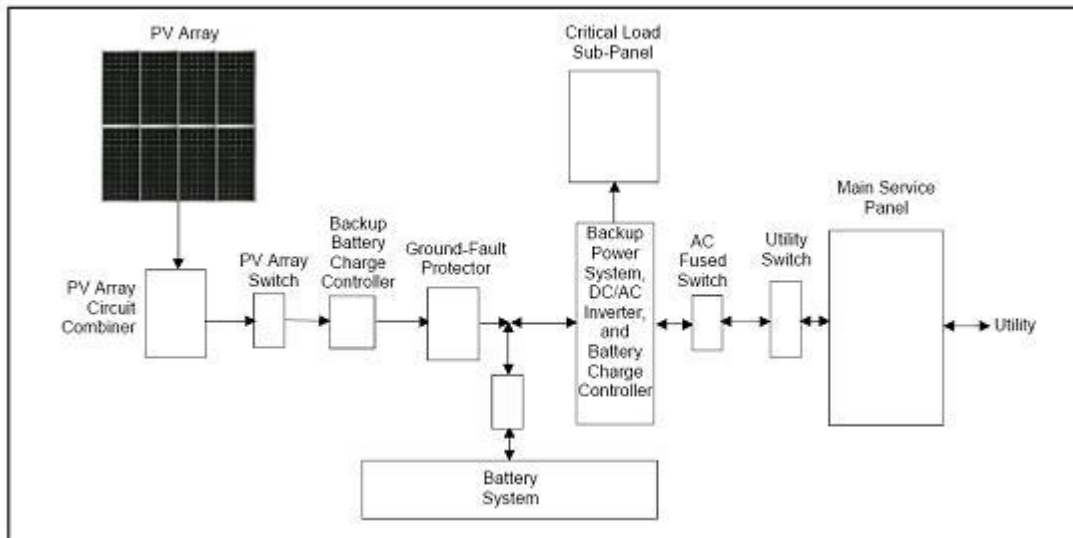 PV Array
Critical Load
Sub-Panel
Main Service
Panel
Backup
Battery
Charge
Controller
PV Array
Switch
Ground-Fault
Protector
Backup
Power
System,
DC/AC
Inverter,
and
Battery
Charge
Controller
AC
Fused
Switch
Utility
Switch
PV Array
Circuit
Combiner
Utility
Battery
System